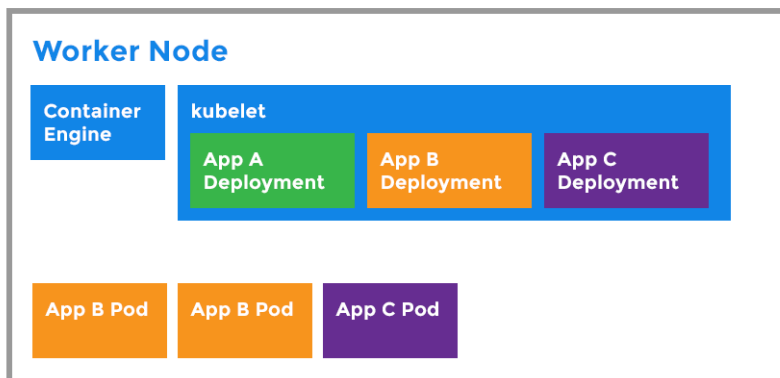 Worker Node
Container
Engine
kubelet
App A
Deployment
App B
Deployment
App C
Deployment
App B Pod
App B Pod
App C Pod